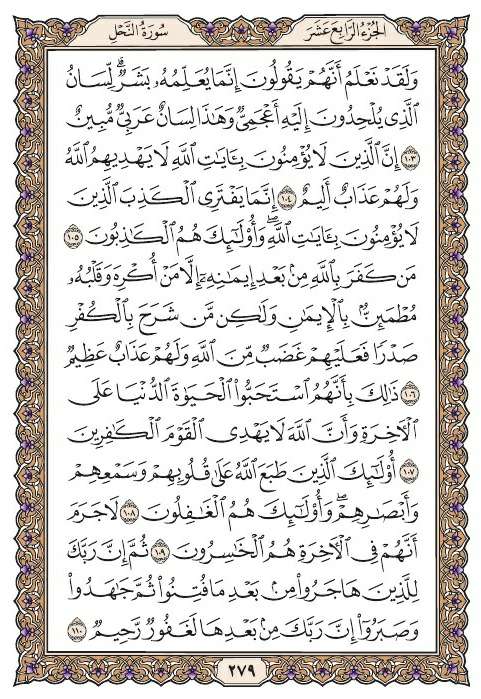 الجزء الرابع عشر
سورة النحل
وَلَقَدْ نَعْلَمُ أَنَّهُمْ يَقُولُونَ إِنَّمَا يُعَلِّمُهُۥ بَشَرٌۗ لِّسَانُ
ٱلَّذِي يُلْحِدُونَ إِلَيْهِ أَعْجَمِيٌّ وَهَٰذَا لِسَانٌ عَرَبِيٌّ مُّبِينٌ
١٠٣ إِنَّ ٱلَّذِينَ لَا يُؤْمِنُونَ بِـَٔايَٰتِ ٱللَّهِ لَا يَهْدِيهِمُ ٱللَّهُ
وَلَهُمْ عَذَابٌ أَلِيمٌ ١٠٤ إِنَّمَا يَفْتَرِي ٱلْكَذِبَ ٱلَّذِينَ
لَا يُؤْمِنُونَ بِـَٔايَٰتِ ٱللَّهِۖ وَأُوْلَٰٓئِكَ هُمُ ٱلْكَٰذِبُونَ ١٠٥
مَن كَفَرَ بِٱللَّهِ مِنۢ بَعْدِ إِيمَٰنِهِۦٓ إِلَّا مَنْ أُكْرِهَ وَقَلْبُهُۥ
مُطْمَئِنُّۢ بِٱلْإِيمَٰنِ وَلَٰكِن مَّن شَرَحَ بِٱلْكُفْرِ
صَدْرًا فَعَلَيْهِمْ غَضَبٌ مِّنَ ٱللَّهِ وَلَهُمْ عَذَابٌ عَظِيمٌ
١٠٦ ذَٰلِكَ بِأَنَّهُمُ ٱسْتَحَبُّواْ ٱلْحَيَوٰةَ ٱلدُّنْيَا عَلَى
ٱلْأٓخِرَةِ وَأَنَّ ٱللَّهَ لَا يَهْدِي ٱلْقَوْمَ ٱلْكَٰفِرِينَ
١٠٧ أُوْلَٰٓئِكَ ٱلَّذِينَ طَبَعَ ٱللَّهُ عَلَىٰ قُلُوبِهِمْ وَسَمْعِهِمْ
وَأَبْصَٰرِهِمْۖ وَأُوْلَٰٓئِكَ هُمُ ٱلْغَٰفِلُونَ ١٠٨ لَا جَرَمَ
أَنَّهُمْ فِي ٱلْأٓخِرَةِ هُمُ ٱلْخَٰسِرُونَ ١٠٩ ثُمَّ إِنَّ رَبَّكَ
لِلَّذِينَ هَاجَرُواْ مِنۢ بَعْدِ مَا فُتِنُواْ ثُمَّ جَٰهَدُواْ
وَصَبَرُوٓاْ إِنَّ رَبَّكَ مِنۢ بَعْدِهَا لَغَفُورٌ رَّحِيمٌ ١١٠
٢٧٩